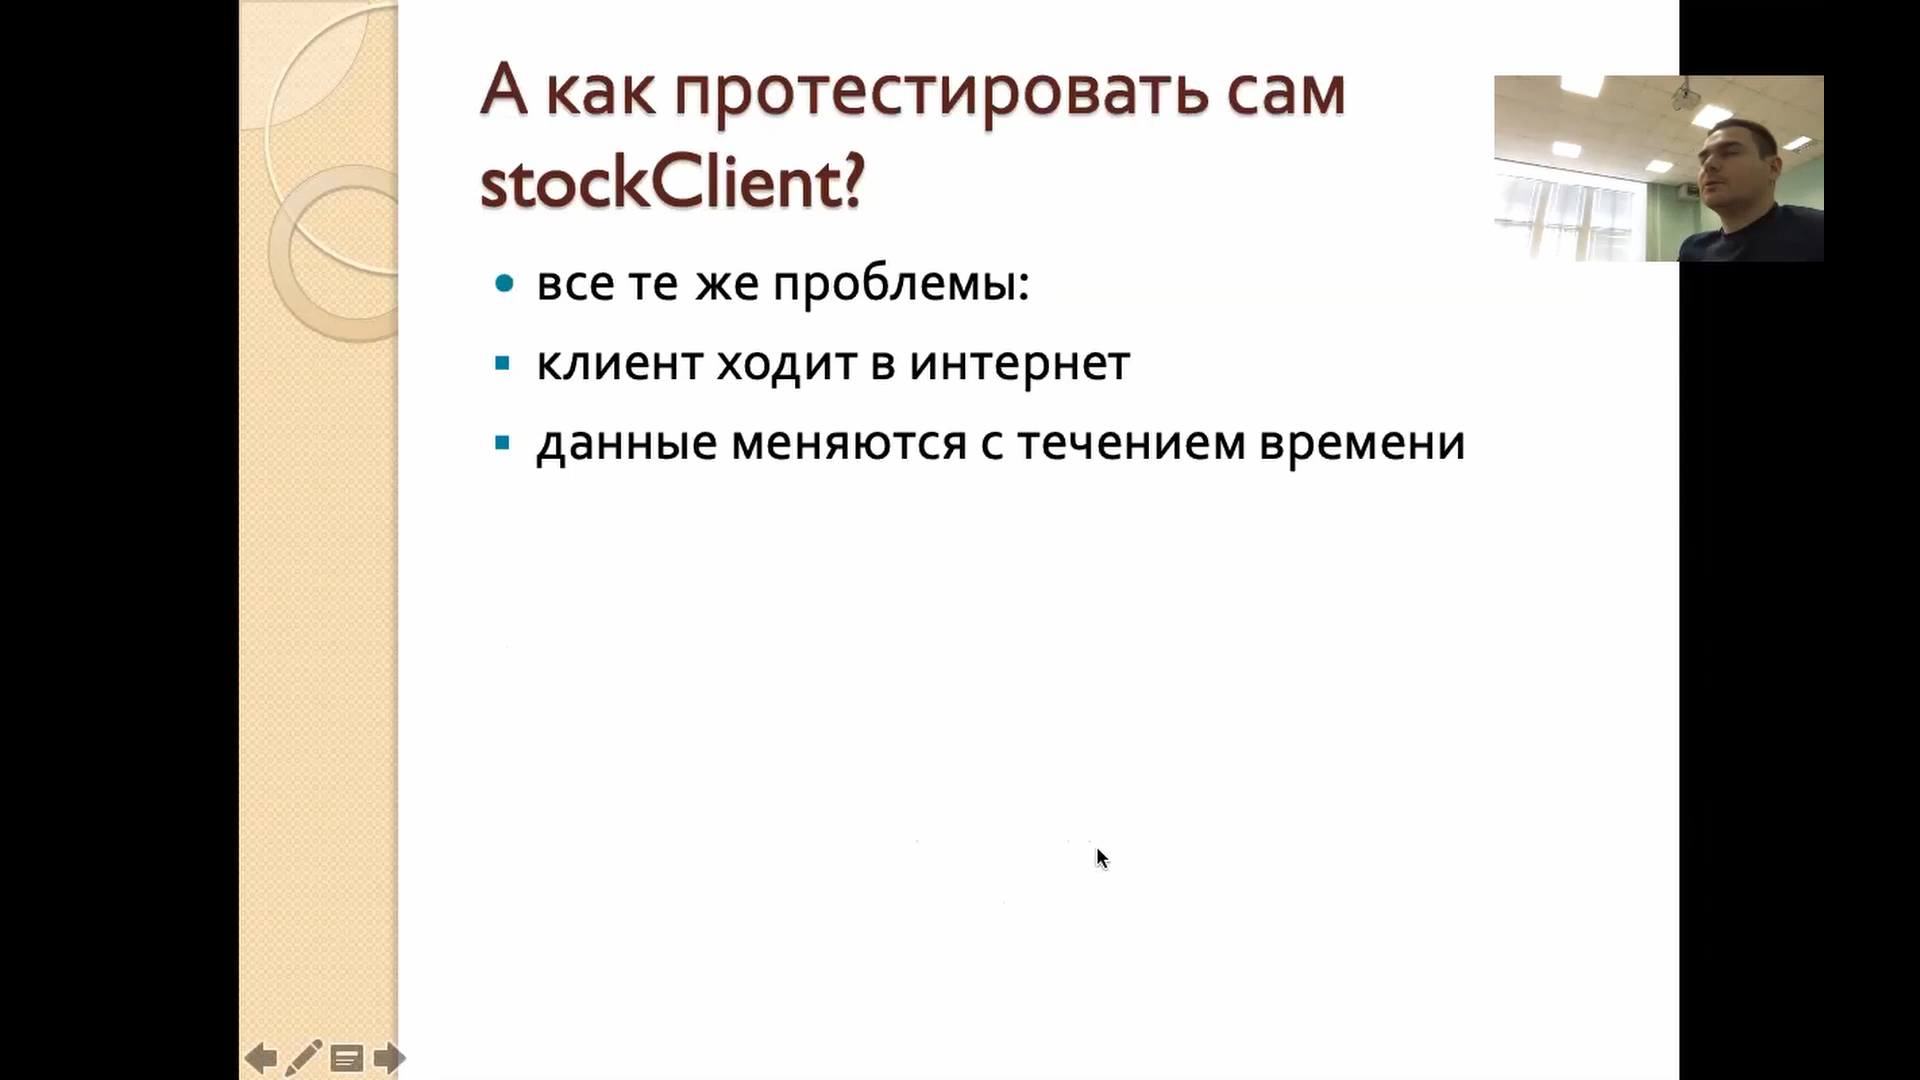 А как протестировать сам
stockClient?
все те же проблемы:
клиент ходит в интернет
данные меняются с течением времени